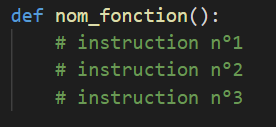 def nom_fonction():
    # instruction n°1
    # instruction n°2
    # instruction n°3